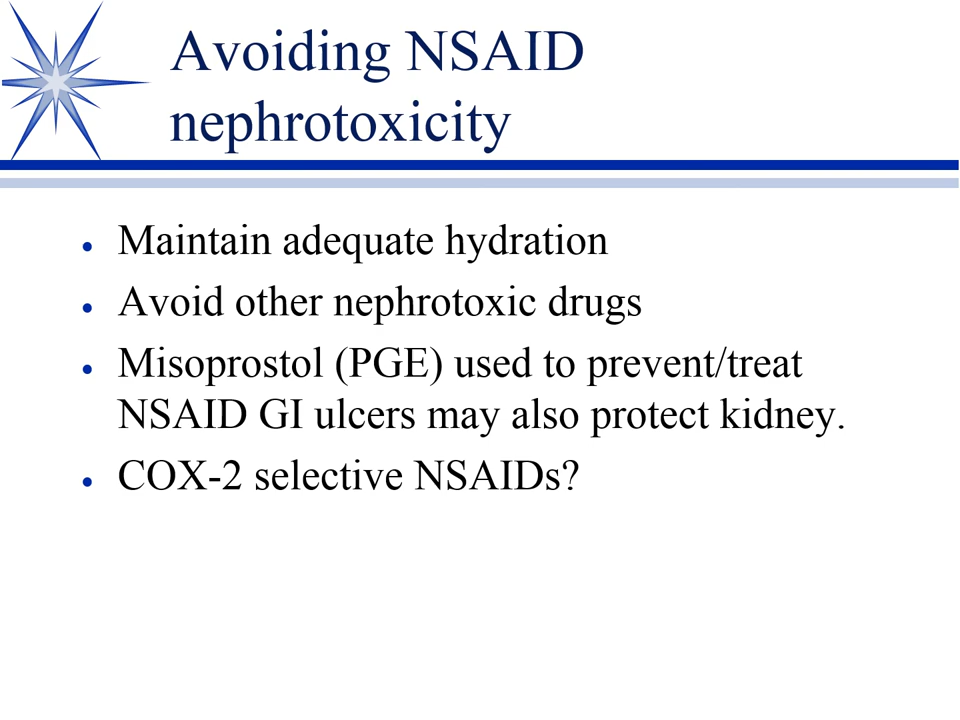 Avoiding NSAID
nephrotoxicity
• Maintain adequate hydration
• Avoid other nephrotoxic drugs
• Misoprostol (PGE) used to prevent/treat
NSAID GI ulcers may also protect kidney.
• COX-2 selective NSAIDs?